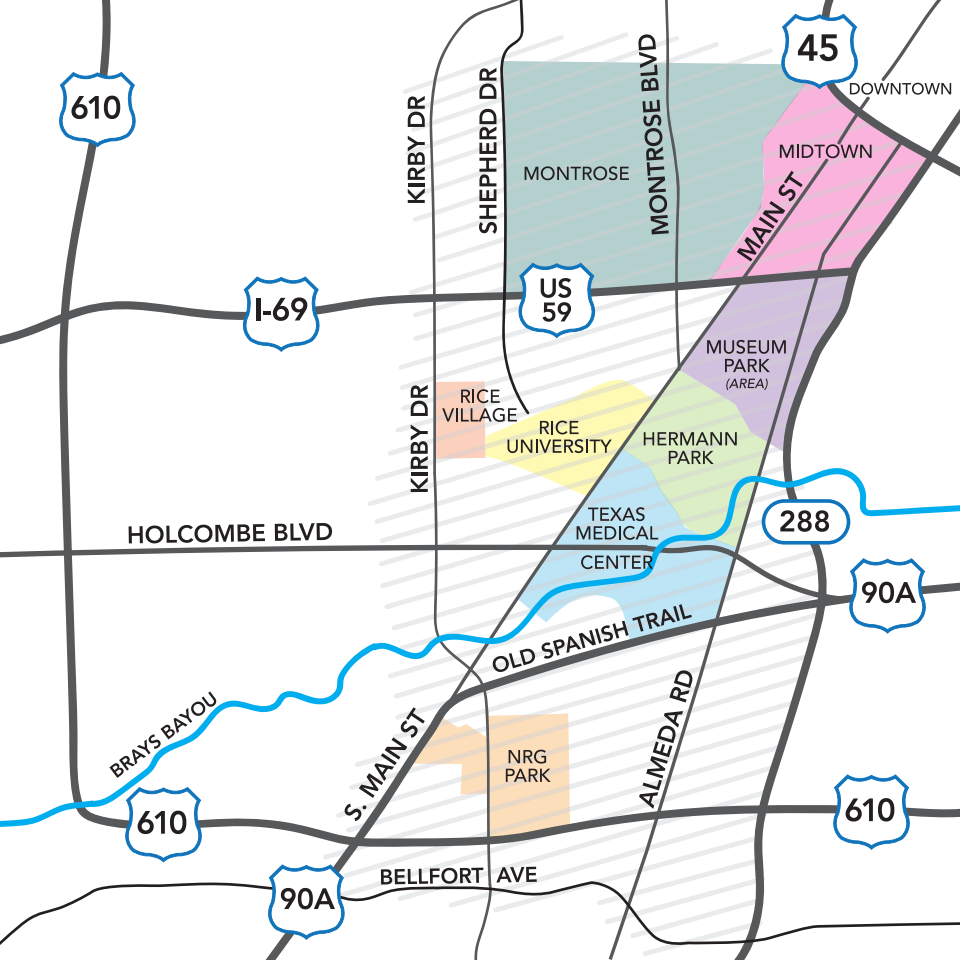 45
DOWNTOWN
610
KIRBY DR
SHEPHERD DR
MONTROSE BLVD
MONTROSE
MIDTOWN
MAIN ST
I-69
US
59
MUSEUM
PARK
(AREA)
KIRBY DR
RICE
VILLAGE
RICE
UNIVERSITY
HERMANN
PARK
TEXAS
MEDICAL
CENTER
288
HOLCOMBE BLVD
90A
OLD SPANISH TRAIL
BRAYS BAYOU
S. MAIN ST
ALMEDA RD
NRG
PARK
610
610
BELLFORT AVE
90A